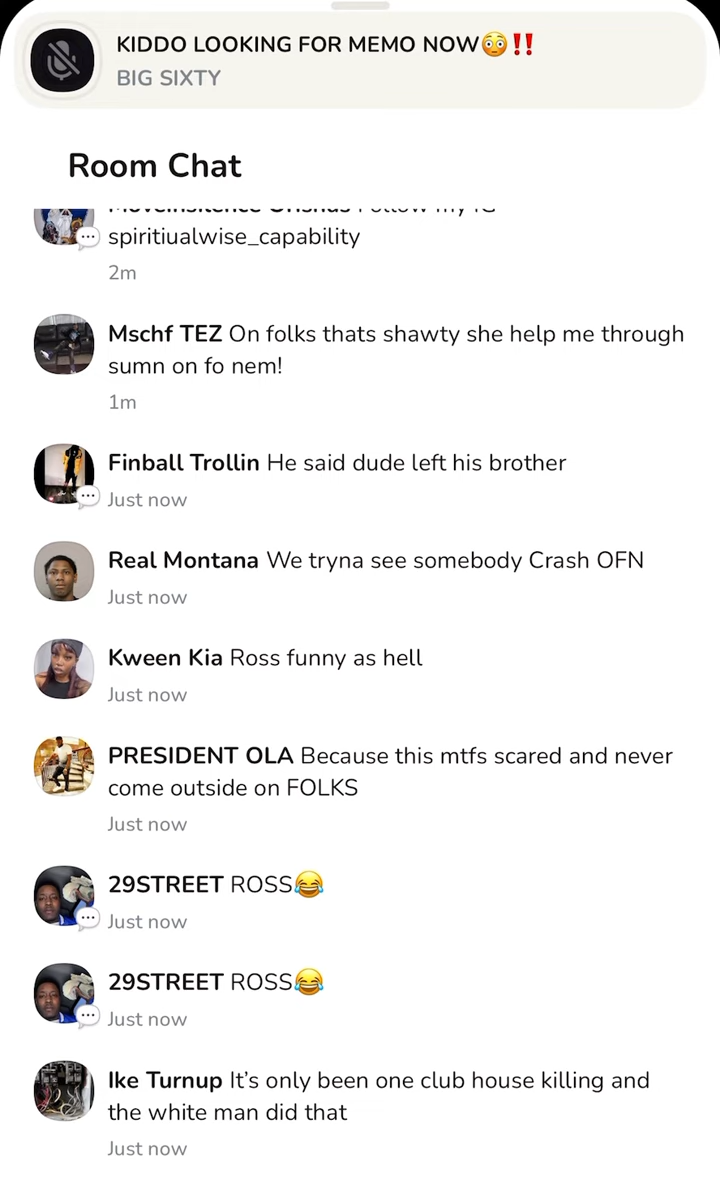 KIDDO LOOKING FOR MEMO NOW😳‼️
BIG SIXTY
Room Chat
spiritiualwise_capability
2m
Mschf TEZ On folks thats shawty she help me through
sumn on fo nem!
1m
Finball Trollin He said dude left his brother
Just now
Real Montana We tryna see somebody Crash OFN
Just now
Kween Kia Ross funny as hell
Just now
PRESIDENT OLA Because this mtfs scared and never
come outside on FOLKS
Just now
29STREET ROSS😂
Just now
29STREET ROSS😂
Just now
Ike Turnup It’s only been one club house killing and
the white man did that
Just now